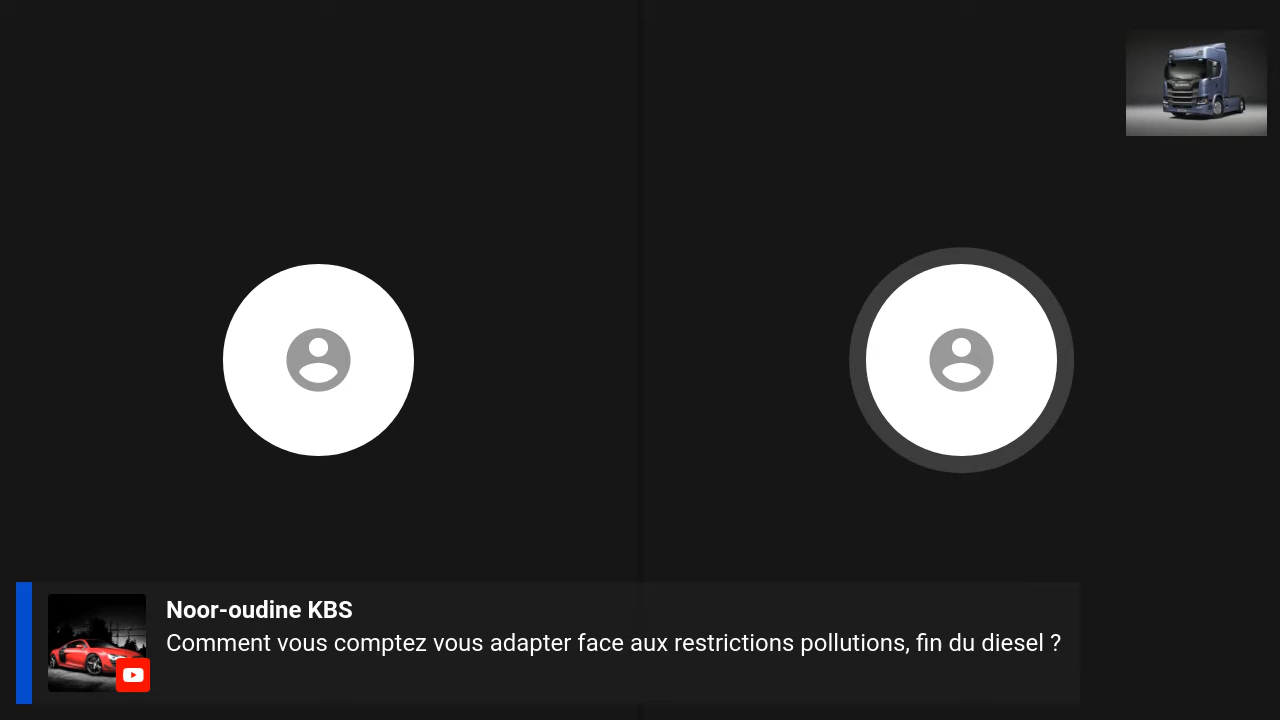 Noor-oudine KBS
Comment vous comptez vous adapter face aux restrictions pollutions, fin du diesel ?